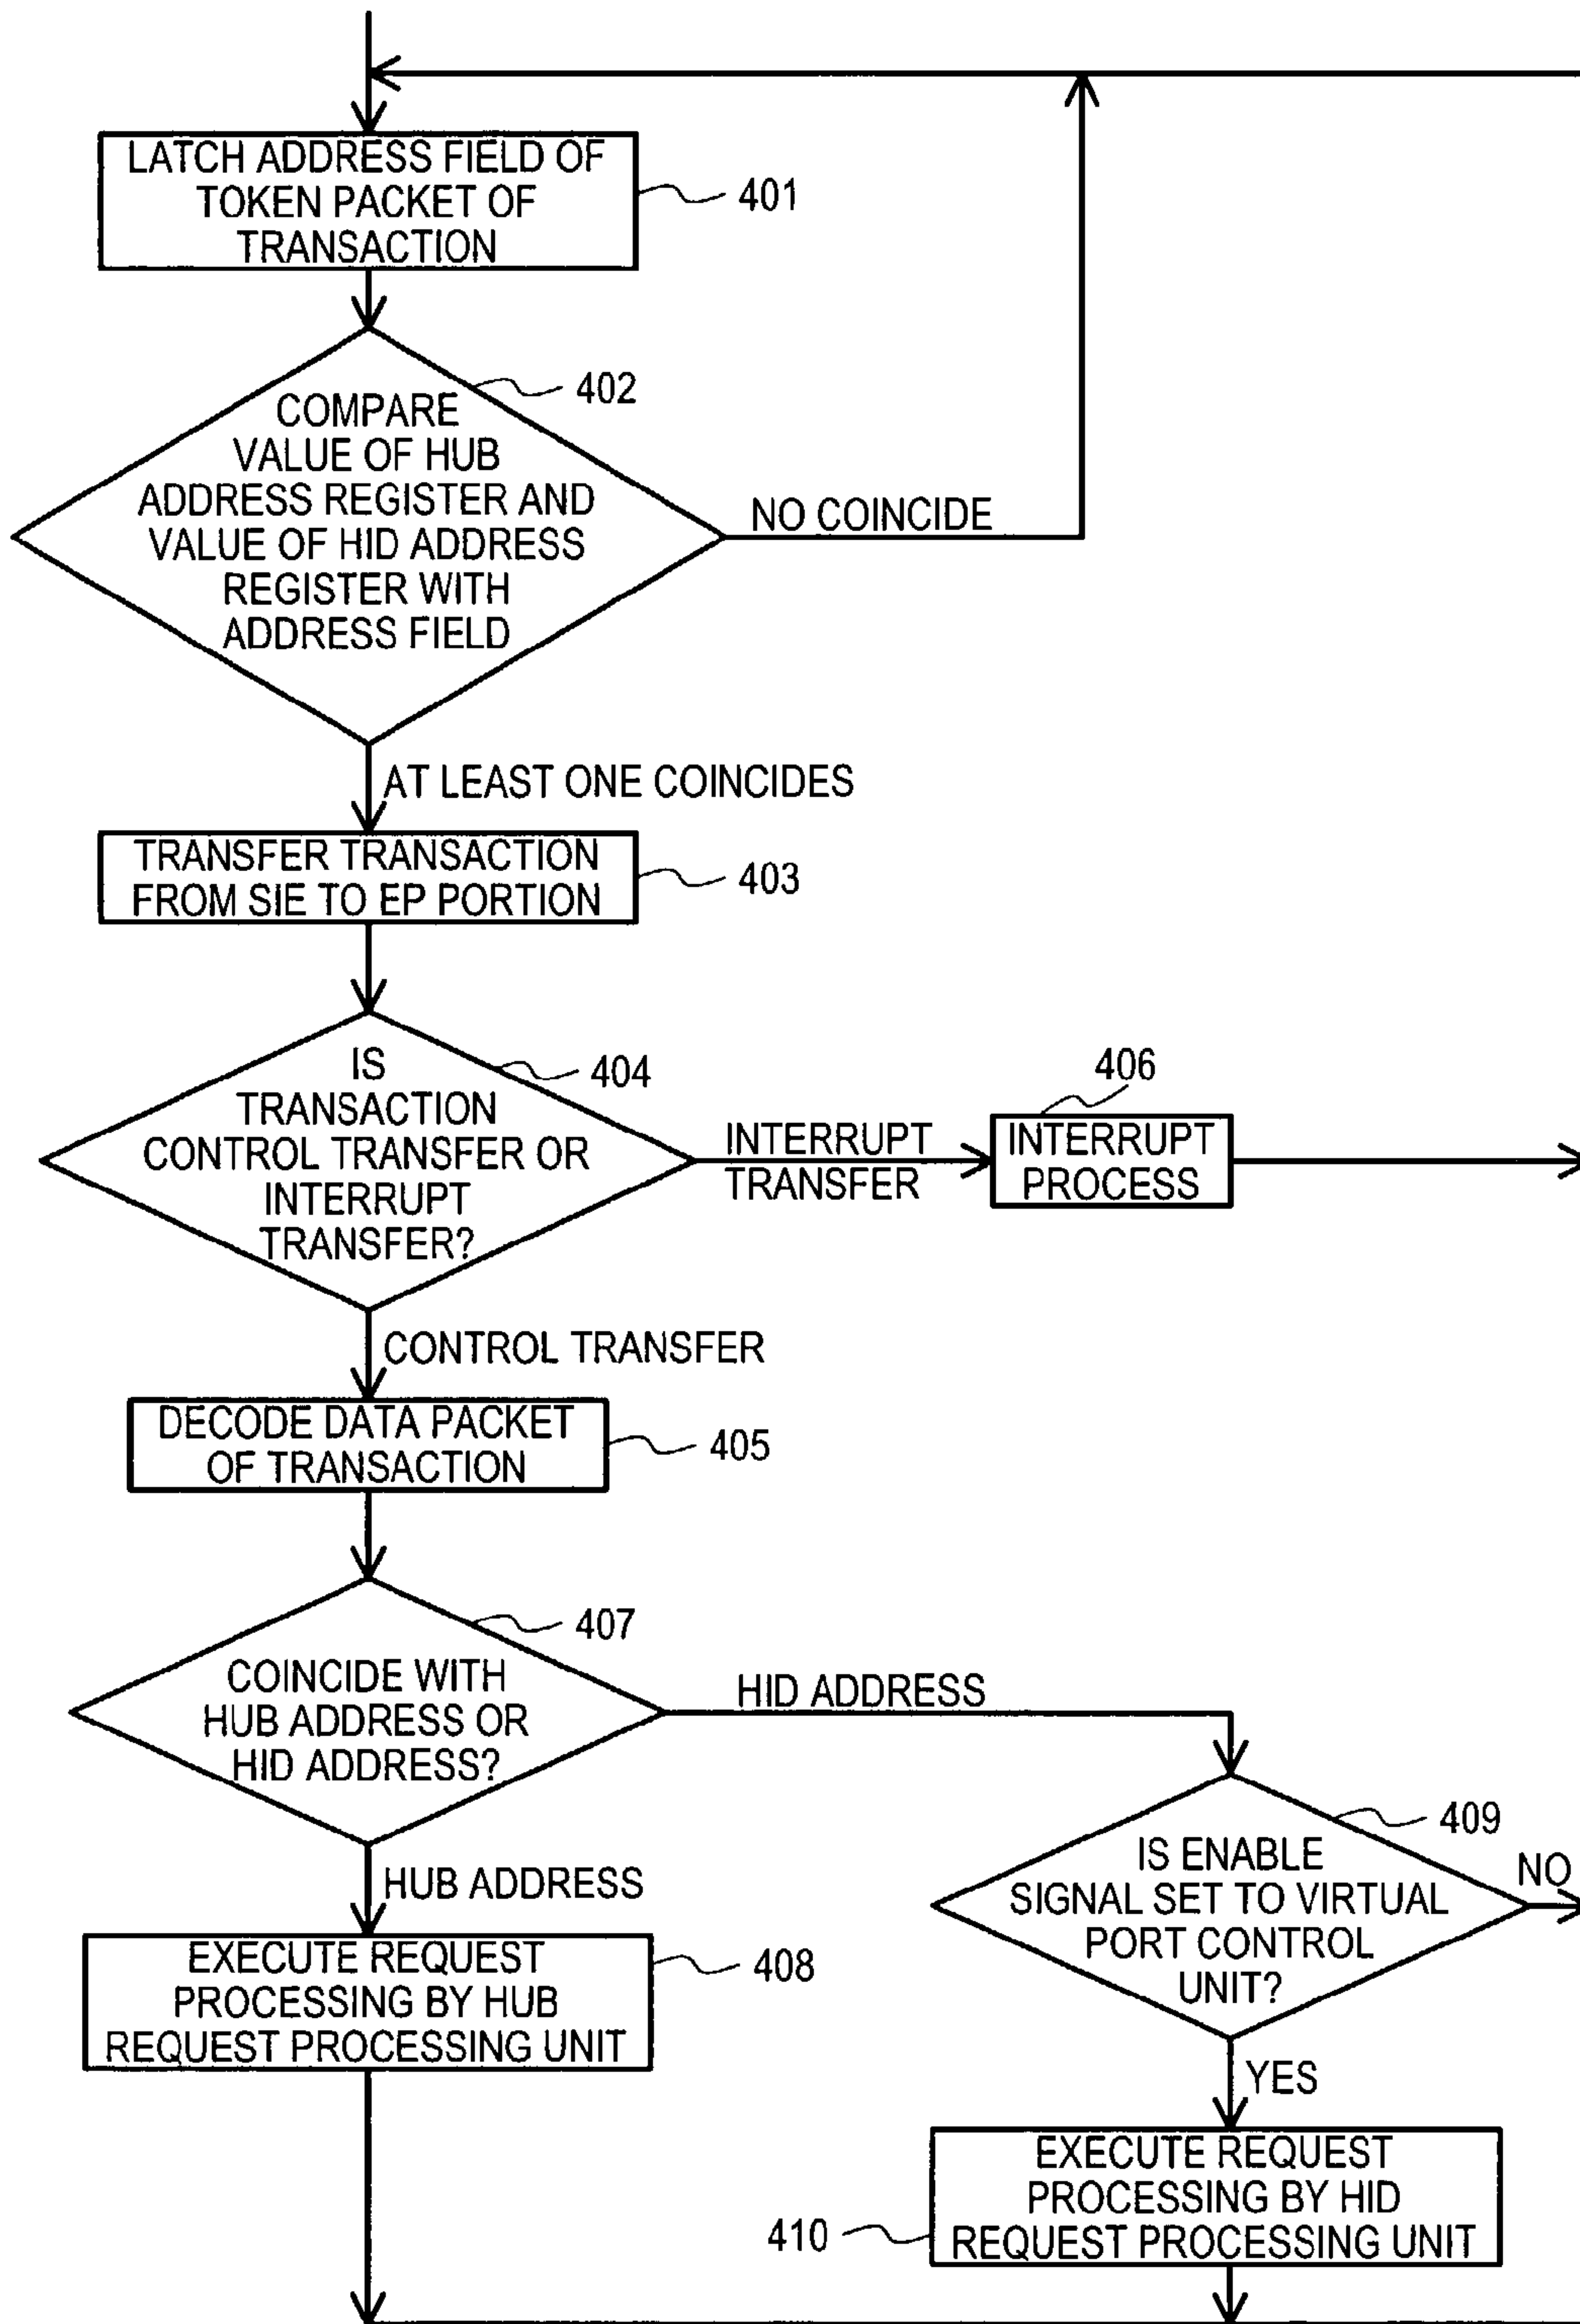 LATCH ADDRESS FIELD OF
TOKEN PACKET OF
TRANSACTION
401
402
COMPARE
VALUE OF HUB
ADDRESS REGISTER AND
VALUE OF HID ADDRESS
REGISTER WITH
ADDRESS FIELD
NO COINCIDE
AT LEAST ONE COINCIDES
TRANSFER TRANSACTION
FROM SIE TO EP PORTION
403
IS
TRANSACTION
CONTROL TRANSFER OR
INTERRUPT
TRANSFER?
404
INTERRUPT
TRANSFER
406
INTERRUPT
PROCESS
CONTROL TRANSFER
DECODE DATA PACKET
OF TRANSACTION
405
407
COINCIDE WITH
HUB ADDRESS OR
HID ADDRESS?
HID ADDRESS
HUB ADDRESS
409
IS ENABLE
SIGNAL SET TO VIRTUAL
PORT CONTROL
UNIT?
NO
EXECUTE REQUEST
PROCESSING BY HUB
REQUEST PROCESSING UNIT
408
YES
EXECUTE REQUEST
PROCESSING BY HID
REQUEST PROCESSING UNIT
410